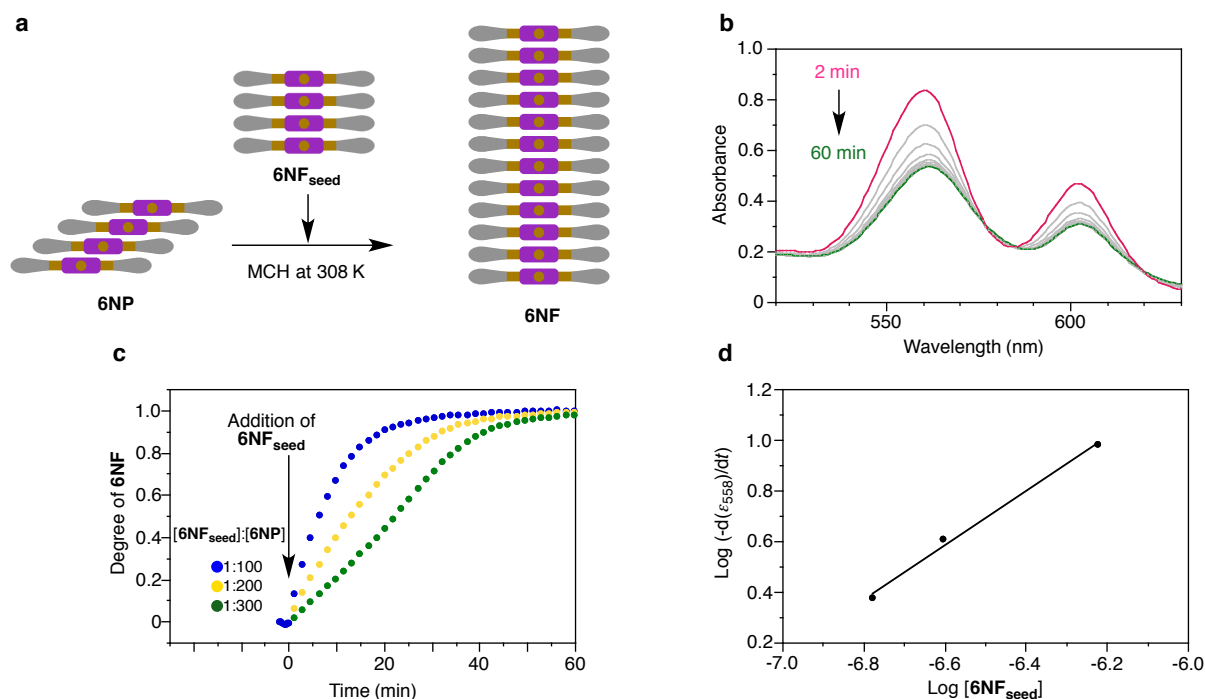 a
6NF seed
6NP
MCH at 308 K
6NF
b
1.0
0.8
0.6
0.4
0.2
0
Absorbance
2 min
60 min
550
600
Wavelength (nm)
c
1.0
0.8
0.6
0.4
0.2
0
Degree of 6NF
Addition of
6NFseed
[6NFseed]:[6NP]
1:100
1:200
1:300
0
20
40
60
Time (min)
d
1.2
1.0
0.8
0.6
0.4
0.2
Log (-d(ε558)/dt)
-7.0
-6.8
-6.6
-6.4
-6.2
-6.0
Log [6NFseed]